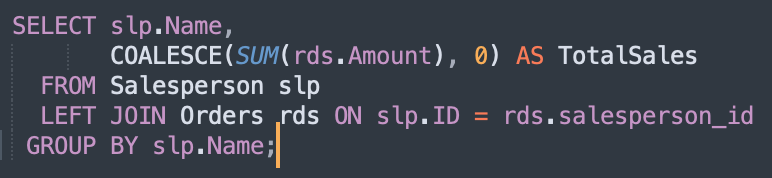 SELECT slp.Name,
COALESCE(SUM(rds.Amount), 0) AS TotalSales
FROM Salesperson slp
LEFT JOIN Orders rds ON slp.ID = rds.salesperson_id
GROUP BY slp.Name;